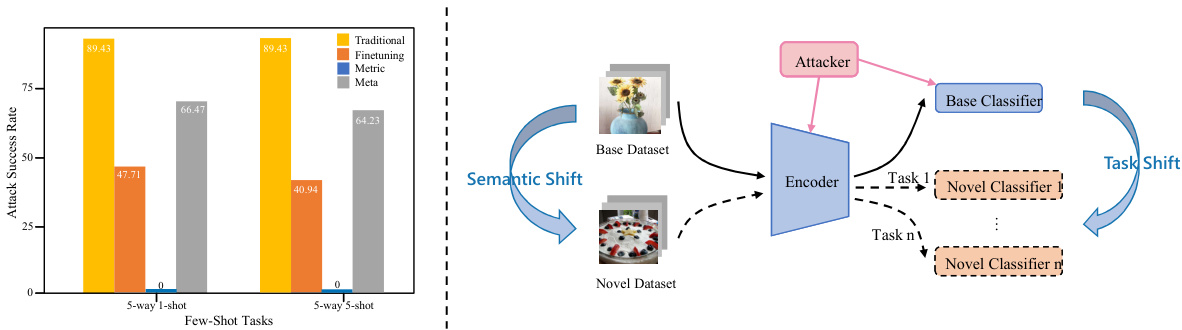 Attack Success Rate
75
50
25
0
89.43
47.71
0
66.47
89.43
40.94
0
64.23
Traditional
Finetuning
Metric
Meta
5-way 1-shot
5-way 5-shot
Few-Shot Tasks
Attacker
Base Classifier
Base Dataset
Semantic Shift
Encoder
Task Shift
Task 1
Novel Classifier 1
⋮
Task n
Novel Classifier n
Novel Dataset